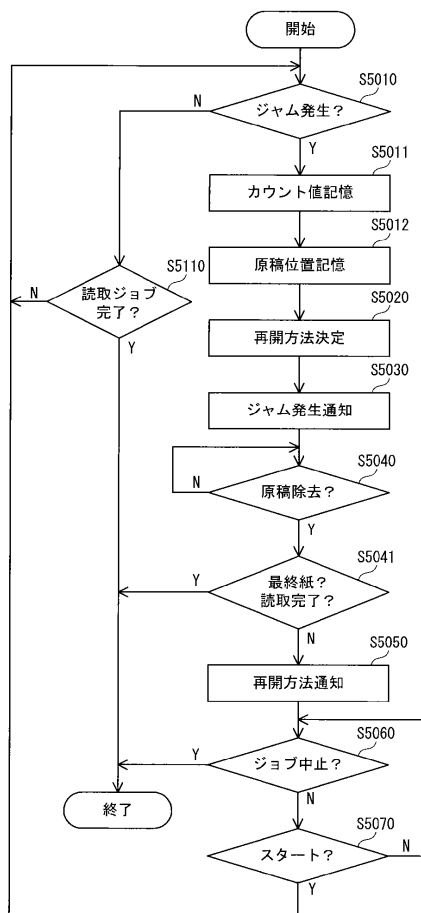 開始
S5010
N
ジャム発生?
Y
S5011
カウント値記憶
S5012
原稿位置記憶
S5110
N
読取ジョブ
完了?
Y
S5020
再開方法決定
S5030
ジャム発生通知
S5040
N
原稿除去?
Y
S5041
Y
最終紙?
読取完了?
N
S5050
再開方法通知
S5060
Y
ジョブ中止?
N
終了
S5070
スタート?
N
Y